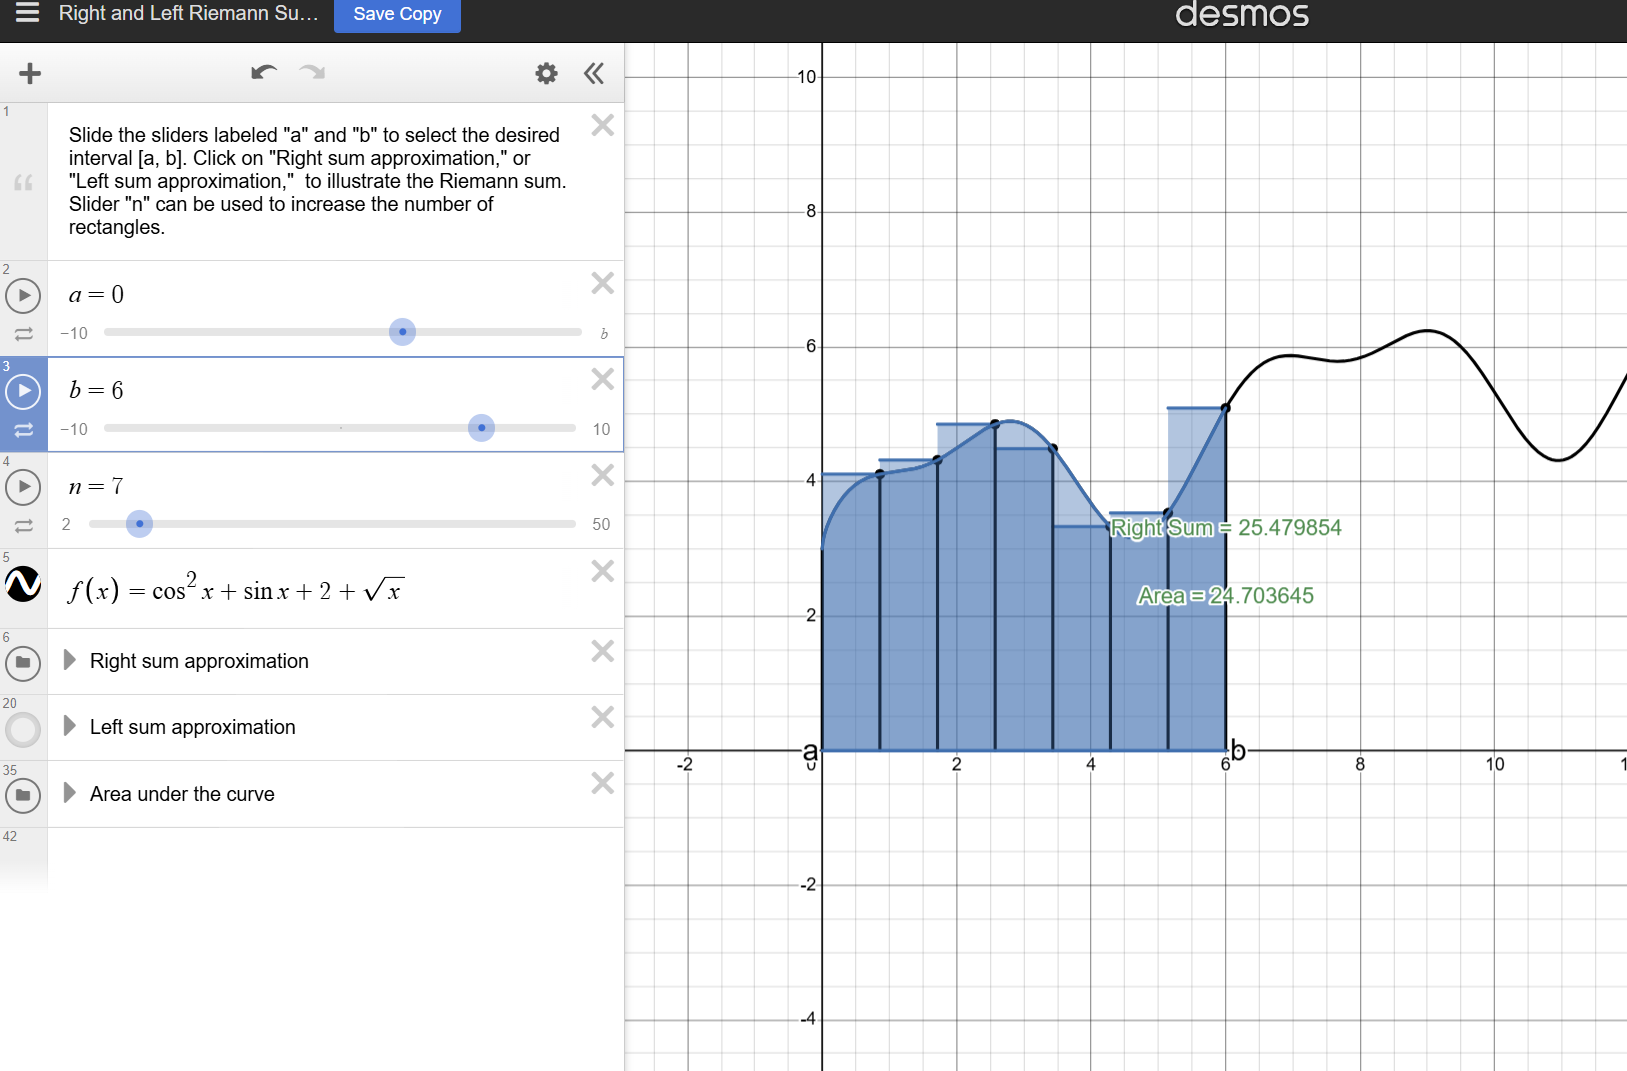 Right and Left Riemann Su...
Save Copy
desmos
1
Slide the sliders labeled "a" and "b" to select the desired
interval [a, b]. Click on "Right sum approximation," or
"Left sum approximation,"  to illustrate the Riemann sum.
Slider "n" can be used to increase the number of
rectangles.
2
a = 0
−10
b
3
b = 6
−10
10
4
n = 7
2
50
5
f(x) = cos² x + sin x + 2 + √x
6
Right sum approximation
20
Left sum approximation
35
Area under the curve
42
10
8
6
4
2
-2
-4
-2
0
2
4
6
8
10
a
b
Right Sum = 25.479854
Area = 24.703645